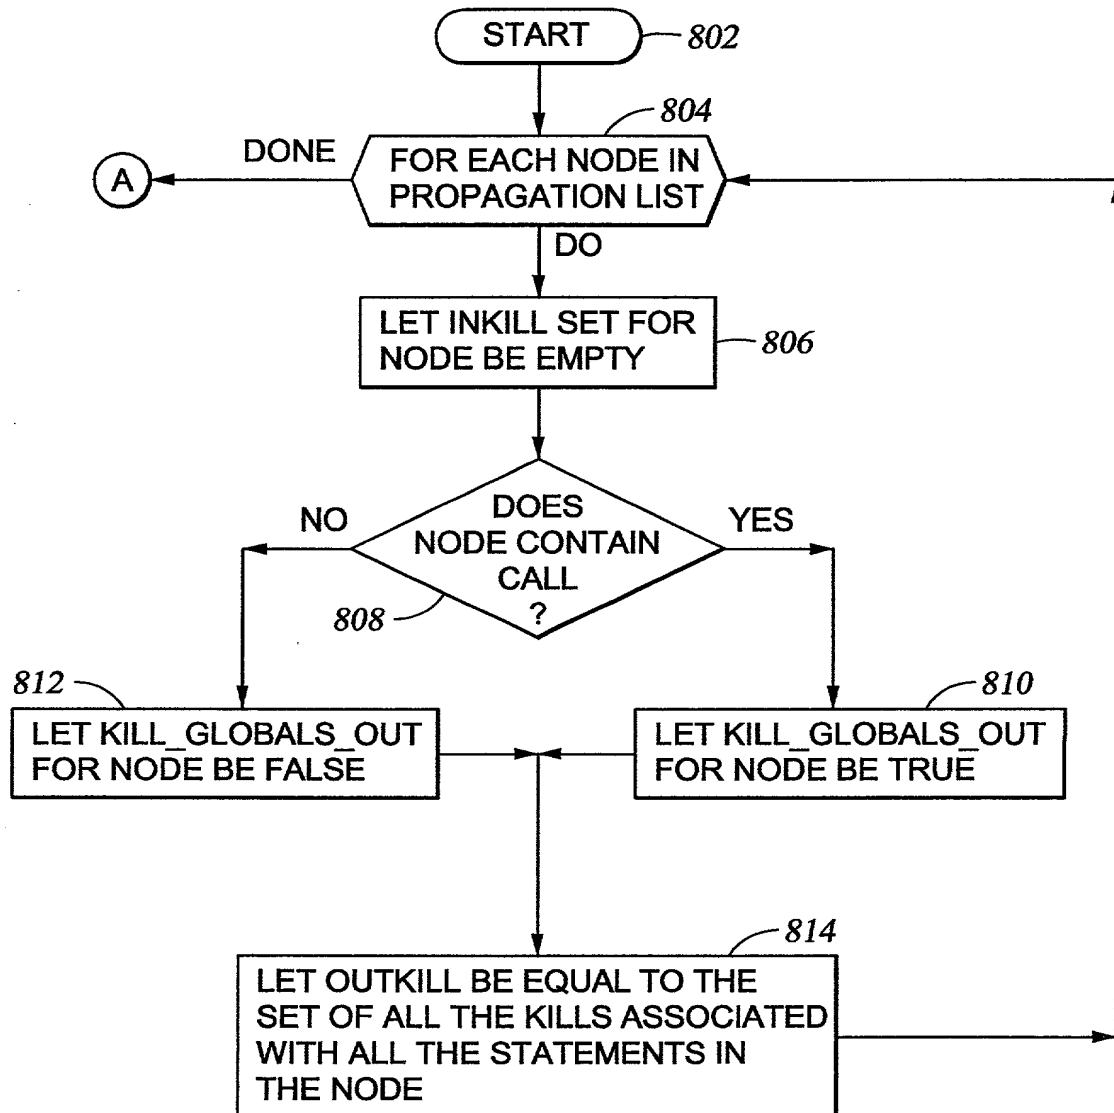 START
802
804
DONE
A
FOR EACH NODE IN
PROPAGATION LIST
DO
LET INKILL SET FOR
NODE BE EMPTY
806
NO
DOES
NODE CONTAIN
CALL
?
YES
808
812
LET KILL_GLOBALS_OUT
FOR NODE BE FALSE
810
LET KILL_GLOBALS_OUT
FOR NODE BE TRUE
814
LET OUTKILL BE EQUAL TO THE
SET OF ALL THE KILLS ASSOCIATED
WITH ALL THE STATEMENTS IN
THE NODE